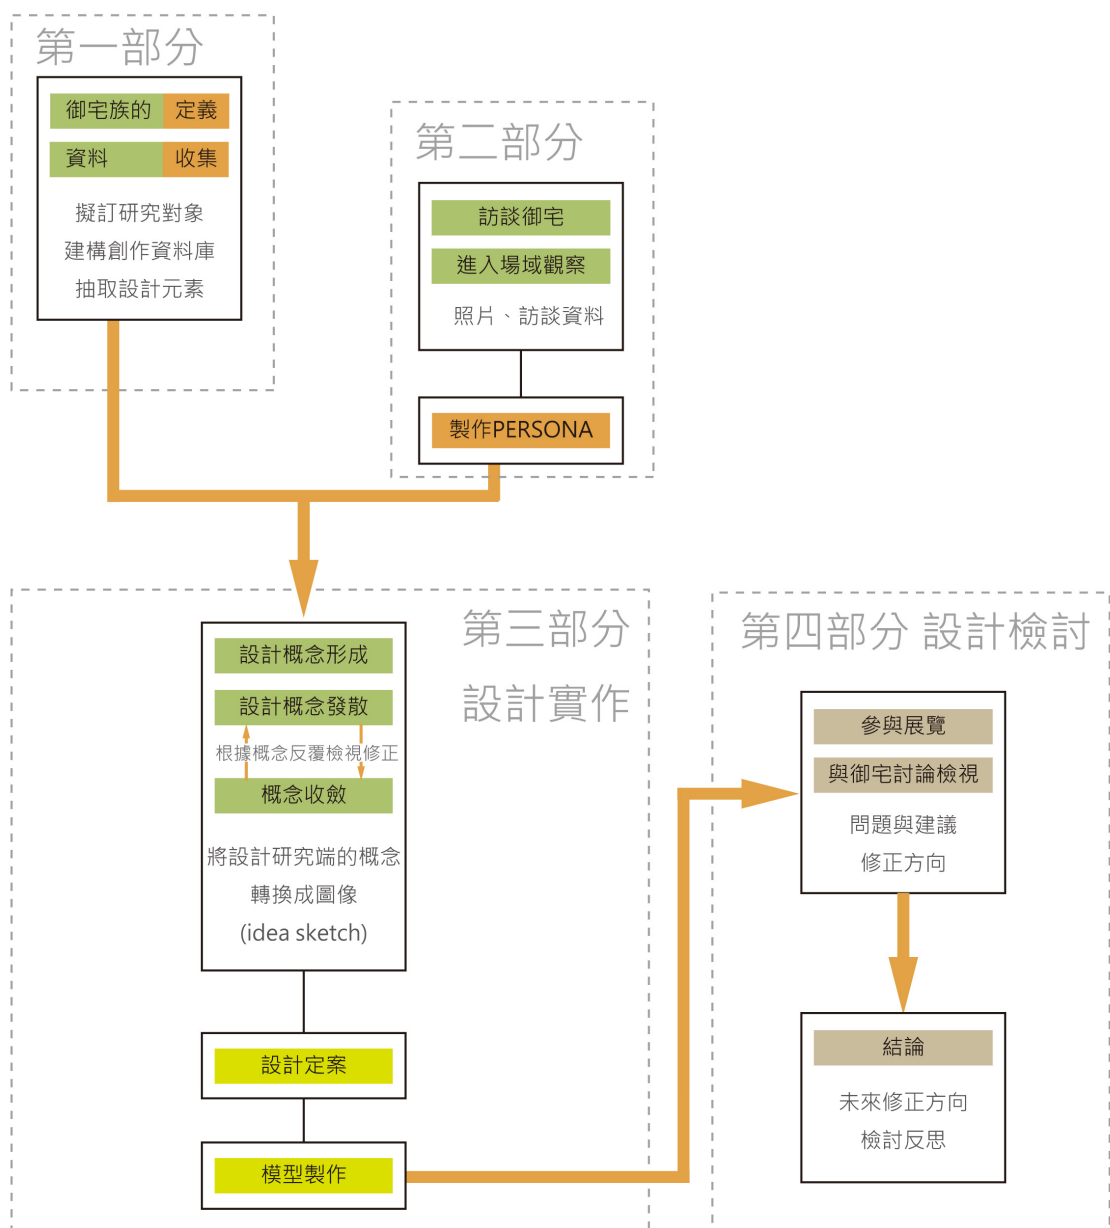 第一部分
御宅族的 定義
資料 收集
擬訂研究對象
建構創作資料庫
抽取設計元素
第二部分
訪談御宅
進入場域觀察
照片、訪談資料
製作PERSONA
第三部分
設計實作
設計概念形成
設計概念發散
根據概念反覆檢視修正
概念收斂
將設計研究端的概念
轉換成圖像
(idea sketch)
設計定案
模型製作
第四部分 設計檢討
參與展覽
與御宅討論檢視
問題與建議
修正方向
結論
未來修正方向
檢討反思